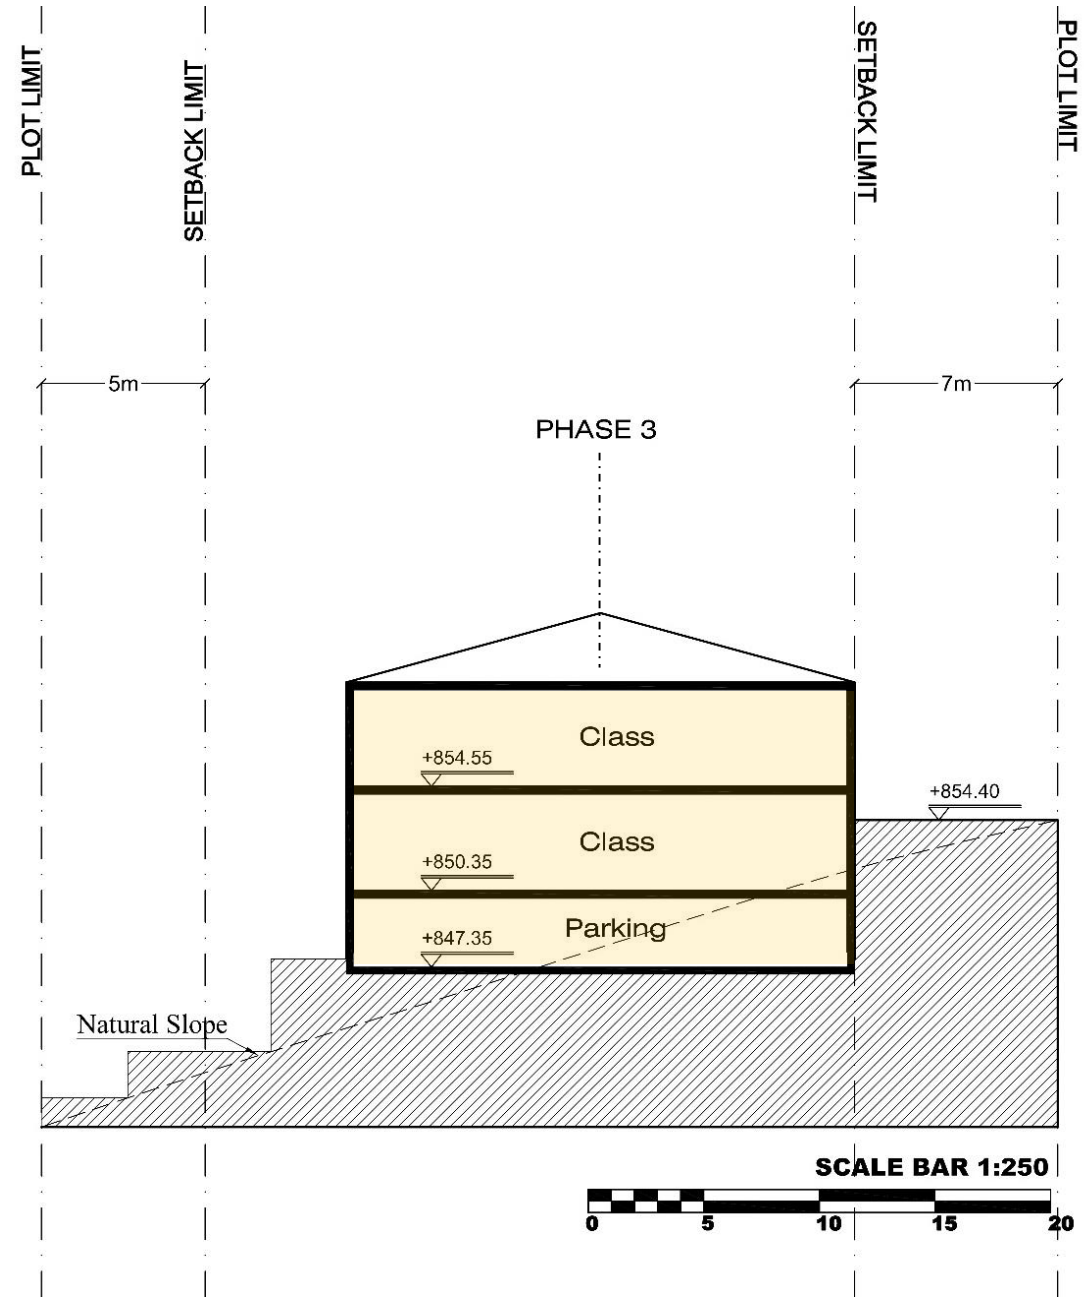 PLOT LIMIT
SETBACK LIMIT
SETBACK LIMIT
PLOT LIMIT
5m
7m
PHASE 3
Class
+854.55
+854.40
Class
+850.35
Parking
+847.35
Natural Slope
SCALE BAR 1:250
0 5 10 15 20